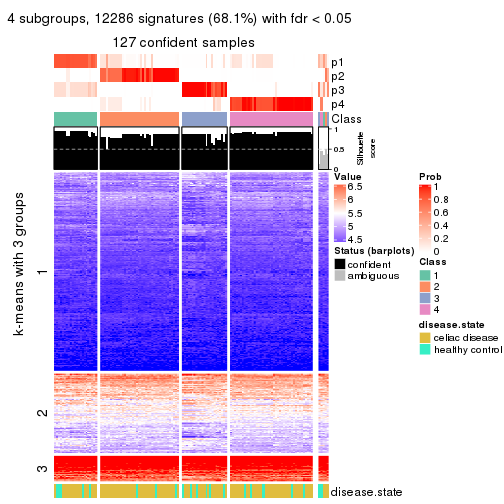 4 subgroups, 12286 signatures (68.1%) with fdr < 0.05
127 confident samples
p1
p2
p3
p4
Class
1
0.5
0
Silhouette
score
k-means with 3 groups
1
2
3
disease.state
Value
6.5
6
5.5
5
4.5
Status (barplots)
confident
ambiguous
Prob
1
0.8
0.6
0.4
0.2
0
Class
1
2
3
4
disease.state
celiac disease
healthy control